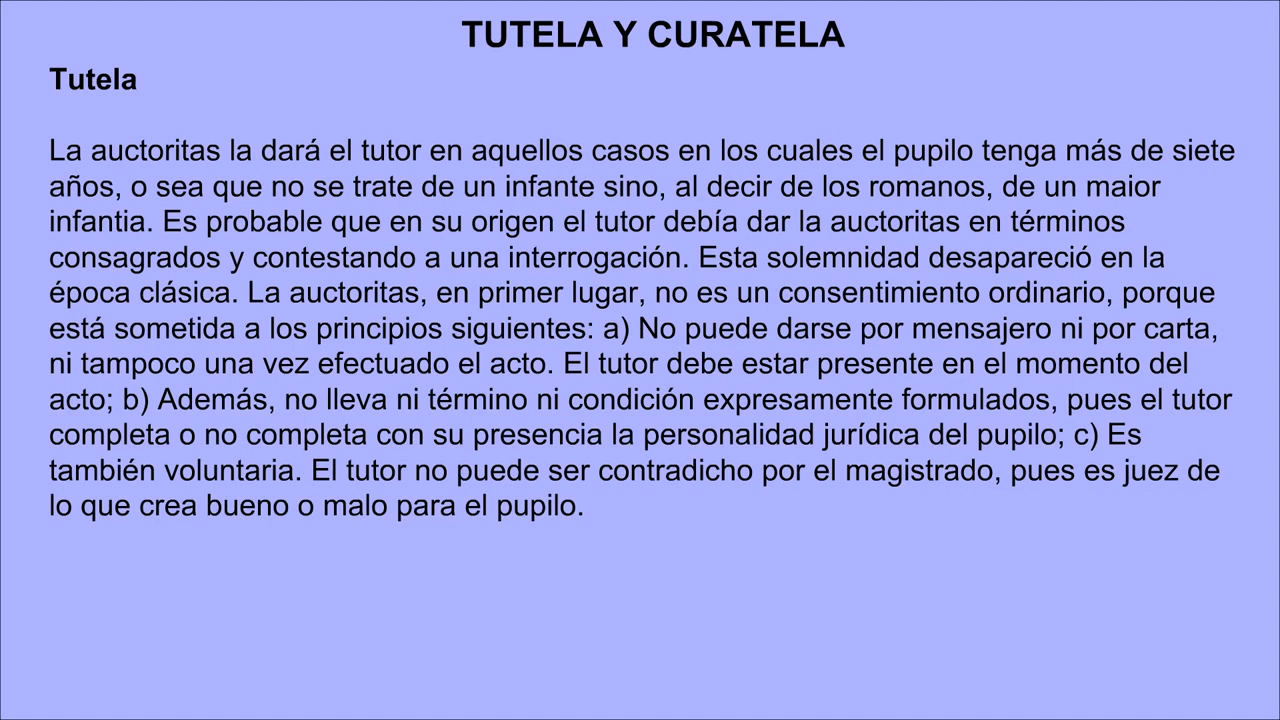 TUTELA Y CURATELA
Tutela
La auctoritas la dará el tutor en aquellos casos en los cuales el pupilo tenga más de siete
años, o sea que no se trate de un infante sino, al decir de los romanos, de un maior
infantia. Es probable que en su origen el tutor debía dar la auctoritas en términos
consagrados y contestando a una interrogación. Esta solemnidad desapareció en la
época clásica. La auctoritas, en primer lugar, no es un consentimiento ordinario, porque
está sometida a los principios siguientes: a) No puede darse por mensajero ni por carta,
ni tampoco una vez efectuado el acto. El tutor debe estar presente en el momento del
acto; b) Además, no lleva ni término ni condición expresamente formulados, pues el tutor
completa o no completa con su presencia la personalidad jurídica del pupilo; c) Es
también voluntaria. El tutor no puede ser contradicho por el magistrado, pues es juez de
lo que crea bueno o malo para el pupilo.